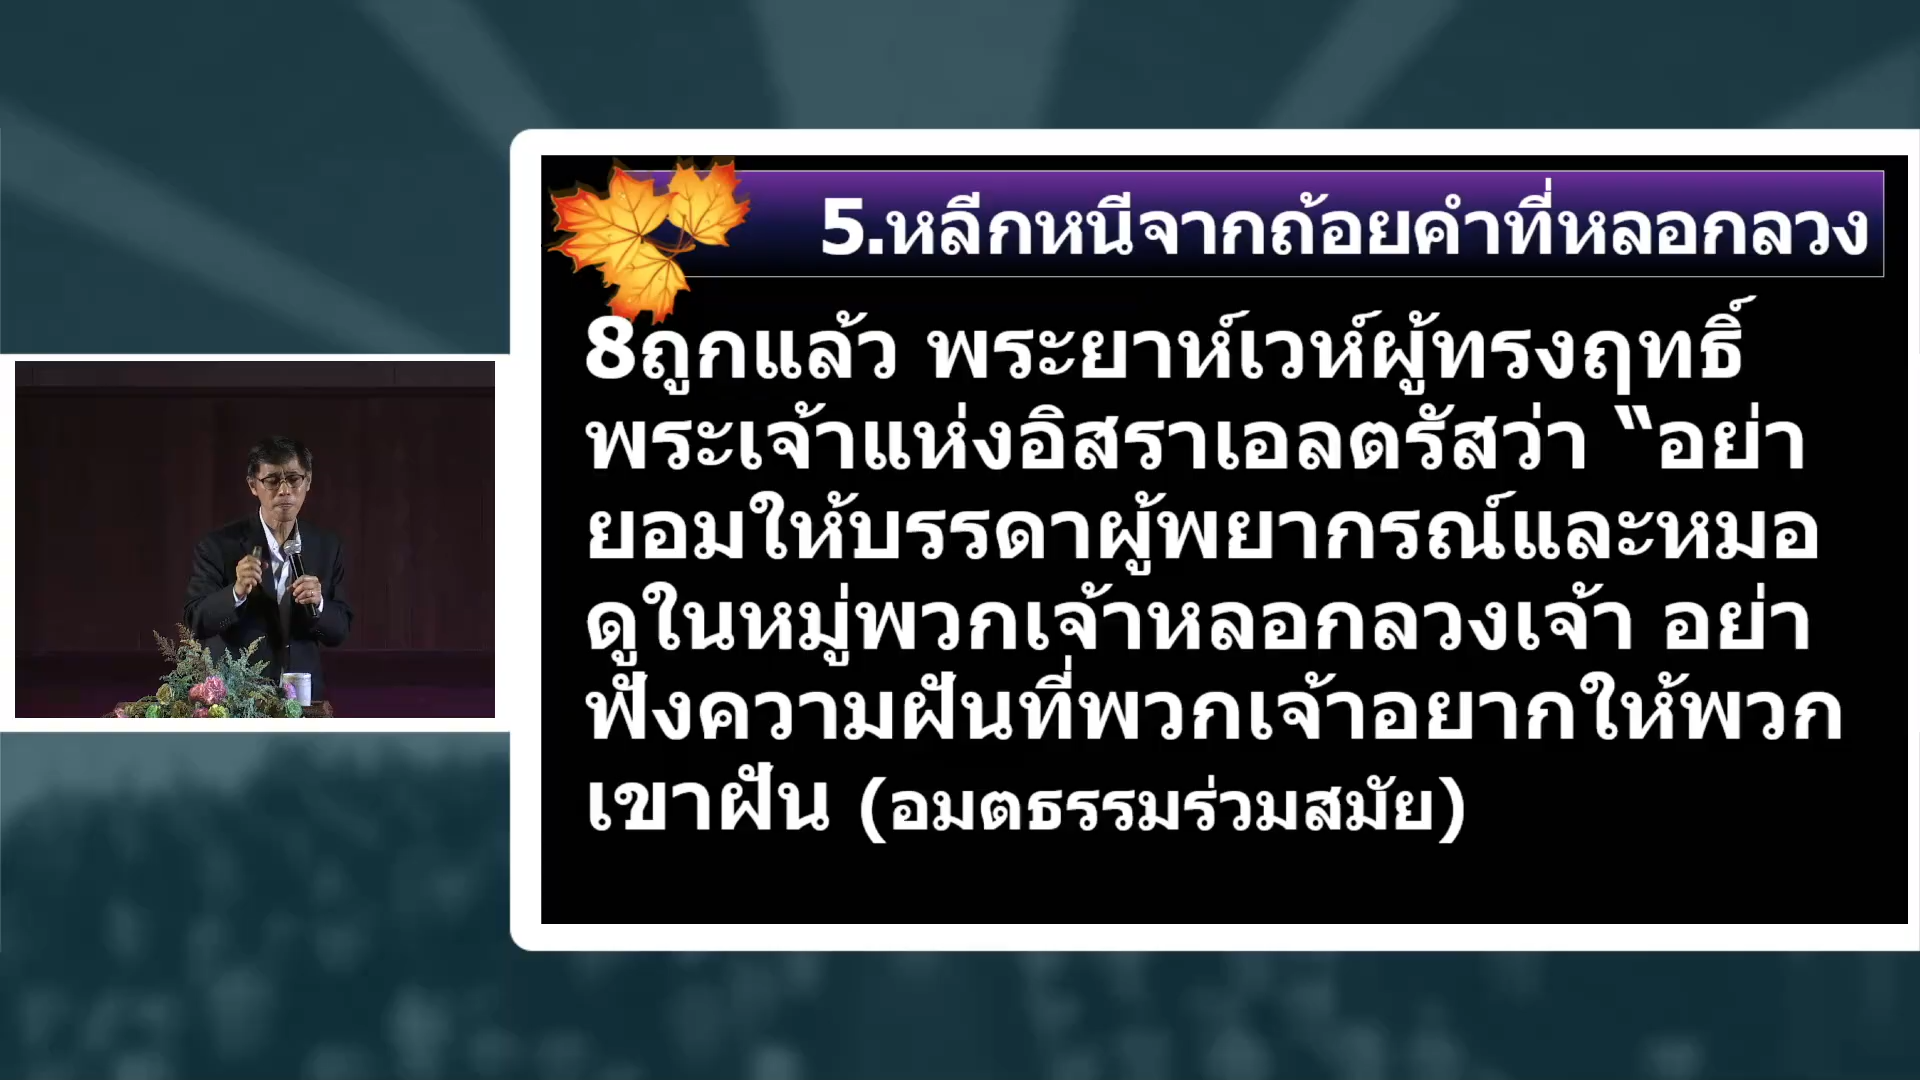 5.หลีกหนีจากถ้อยคำที่หลอกลวง
8ถูกแล้ว พระยาห์เวห์ผู้ทรงฤทธิ์
พระเจ้าแห่งอิสราเอลตรัสว่า “อย่า
ยอมให้บรรดาผู้พยากรณ์และหมอ
ดูในหมู่พวกเจ้าหลอกลวงเจ้า อย่า
ฟังความฝันที่พวกเจ้าอยากให้พวก
เขาฝัน (อมตธรรมร่วมสมัย)